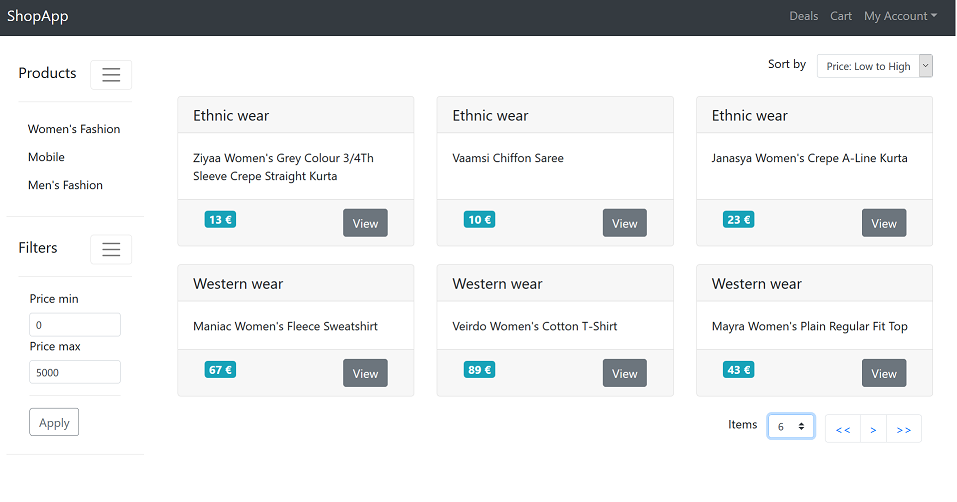 ShopApp
Deals Cart My Account
Products
Women's Fashion
Mobile
Men's Fashion
Filters
Price min
0
Price max
5000
Apply
Sort by Price: Low to High
Ethnic wear
Ziyaa Women's Grey Colour 3/4Th
Sleeve Crepe Straight Kurta
13 € View
Ethnic wear
Vaamsi Chiffon Saree
10 € View
Ethnic wear
Janasya Women's Crepe A-Line Kurta
23 € View
Western wear
Maniac Women's Fleece Sweatshirt
67 € View
Western wear
Veirdo Women's Cotton T-Shirt
89 € View
Western wear
Mayra Women's Plain Regular Fit Top
43 € View
Items 6 << > >>